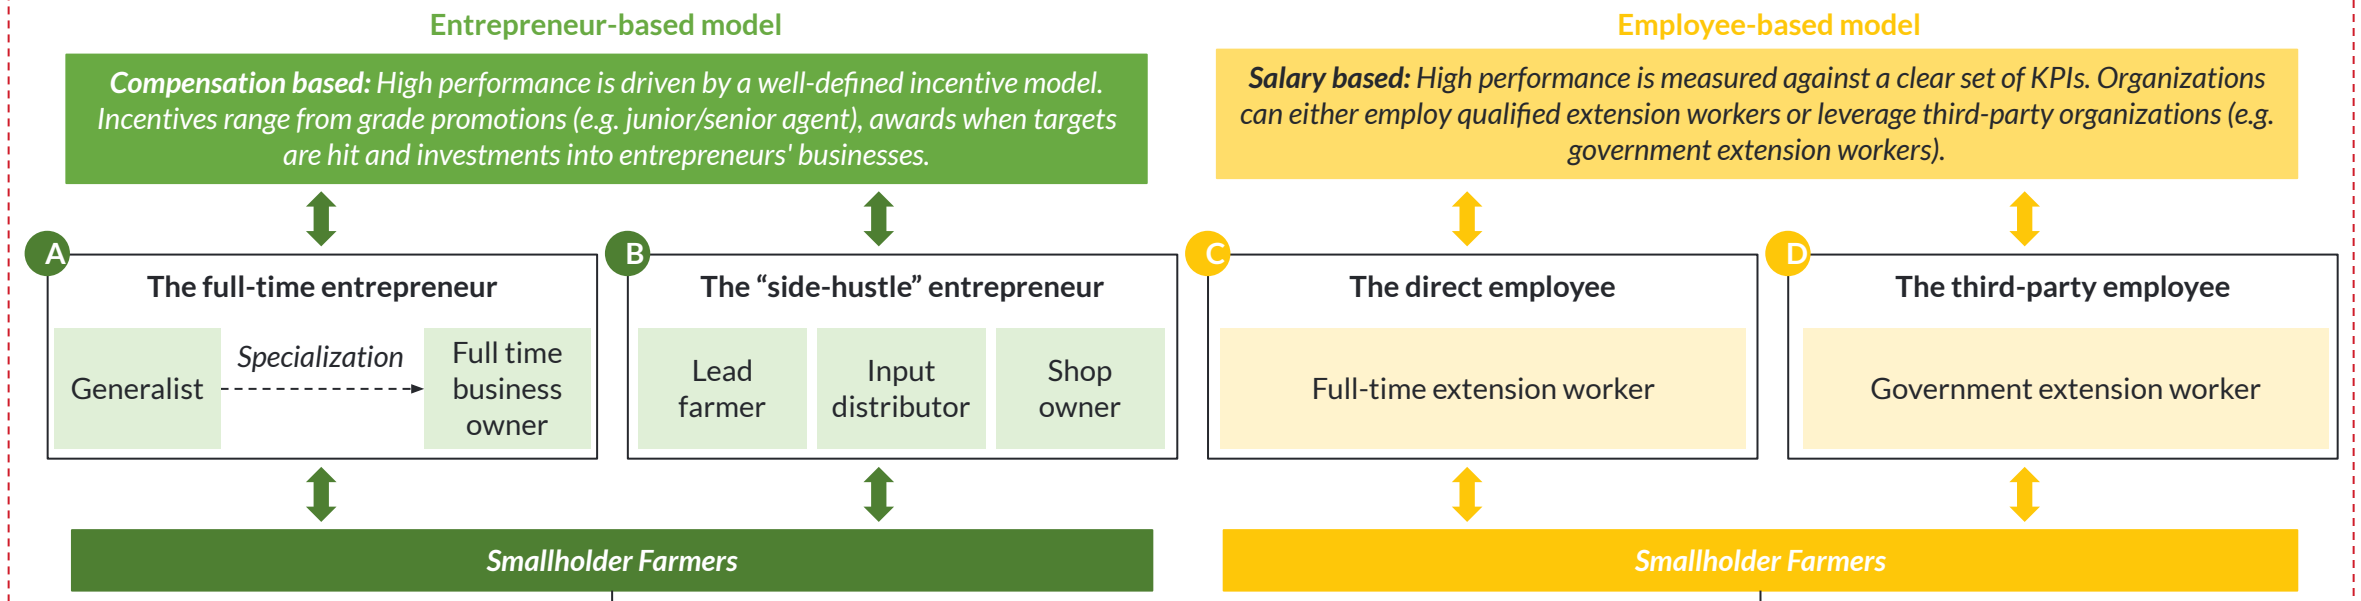 Entrepreneur-based model
Compensation based: High performance is driven by a well-defined incentive model.
Incentives range from grade promotions (e.g. junior/senior agent), awards when targets
are hit and investments into entrepreneurs' businesses.
A
The full-time entrepreneur
Generalist
Specialization
Full time
business
owner
B
The “side-hustle” entrepreneur
Lead
farmer
Input
distributor
Shop
owner
Smallholder Farmers
Employee-based model
Salary based: High performance is measured against a clear set of KPIs. Organizations
can either employ qualified extension workers or leverage third-party organizations (e.g.
government extension workers).
C
The direct employee
Full-time extension worker
D
The third-party employee
Government extension worker
Smallholder Farmers